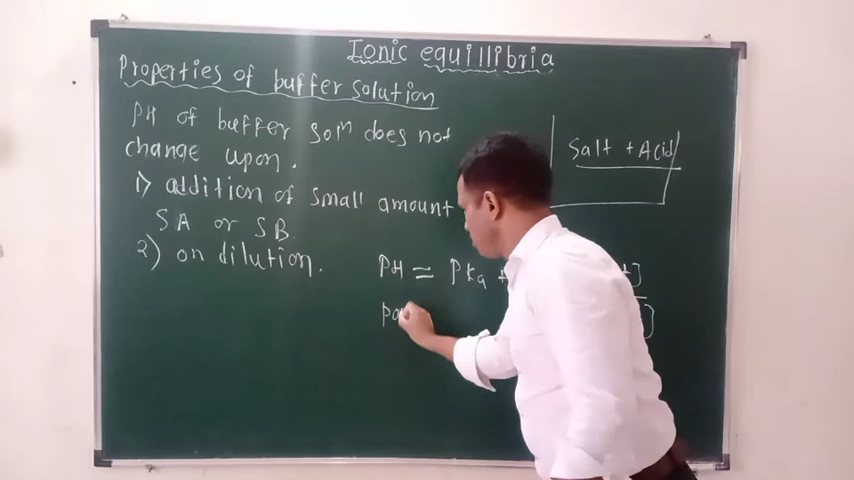 Ionic equillibria
Properties of buffer solution
PH of buffer solⁿ does not
change upon.
1) addition of small amount
SA or SB.
2) on dilution.
Salt + Acid
PH = Pka +